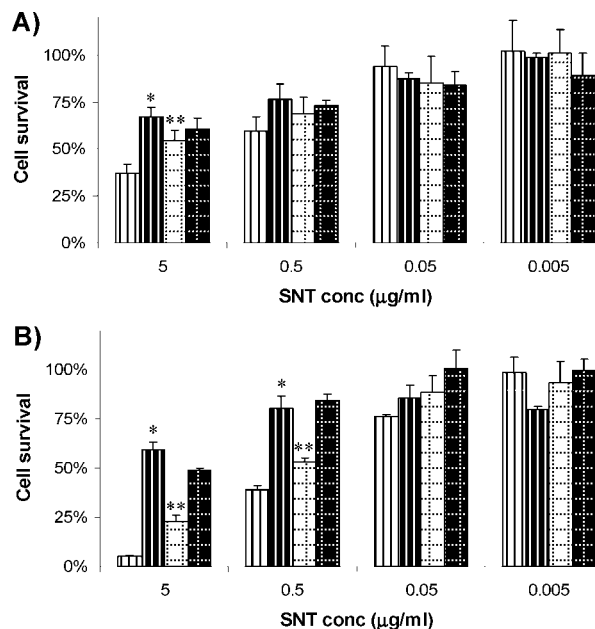 A)
Cell survival
100%
75%
50%
25%
0%
*
**
5 0.5 0.05 0.005
SNT conc (µg/ml)
B)
Cell survival
100%
75%
50%
25%
0%
*
**
*
**
5 0.5 0.05 0.005
SNT conc (µg/ml)